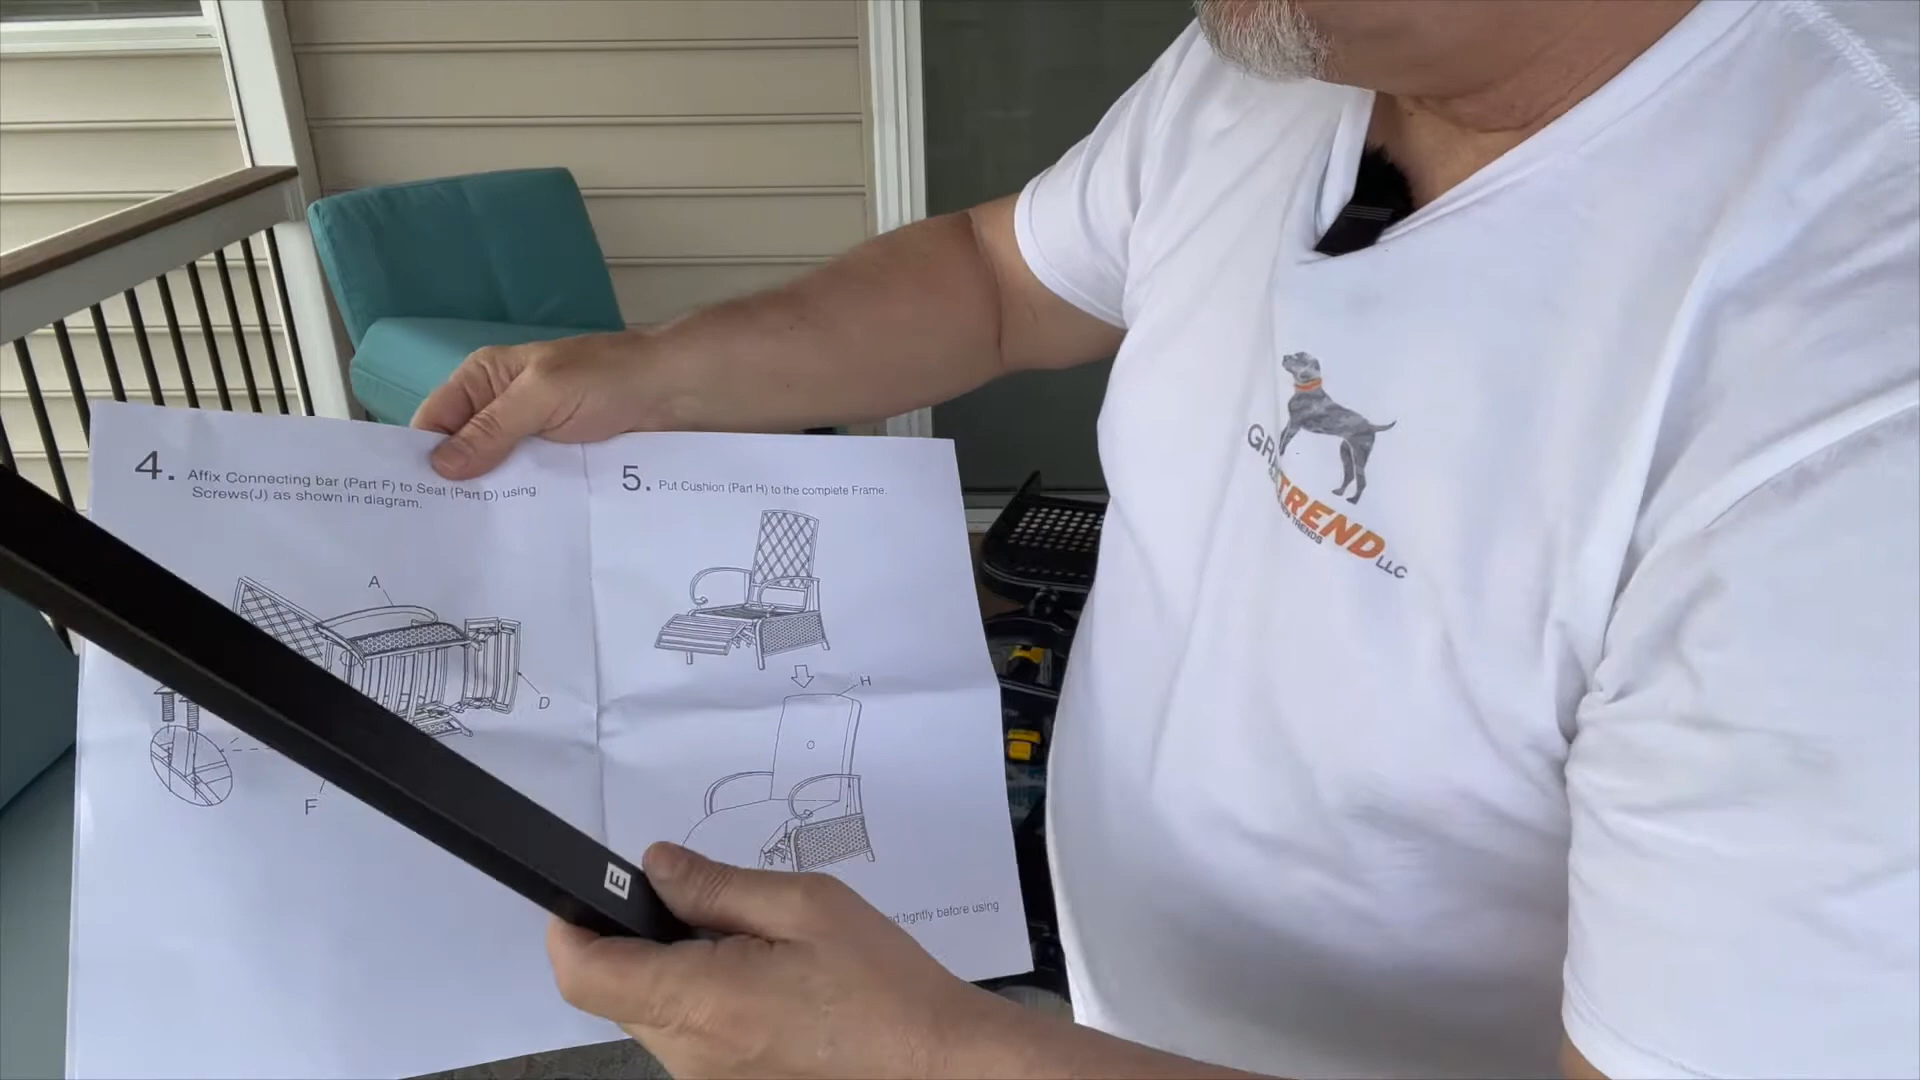 4. Affix Connecting bar (Part F) to Seat (Part D) using
Screws(J) as shown in diagram.
A
D
F
5. Put Cushion (Part H) to the complete Frame.
H
tightly before using
E
TREND
LLC
TRENDS